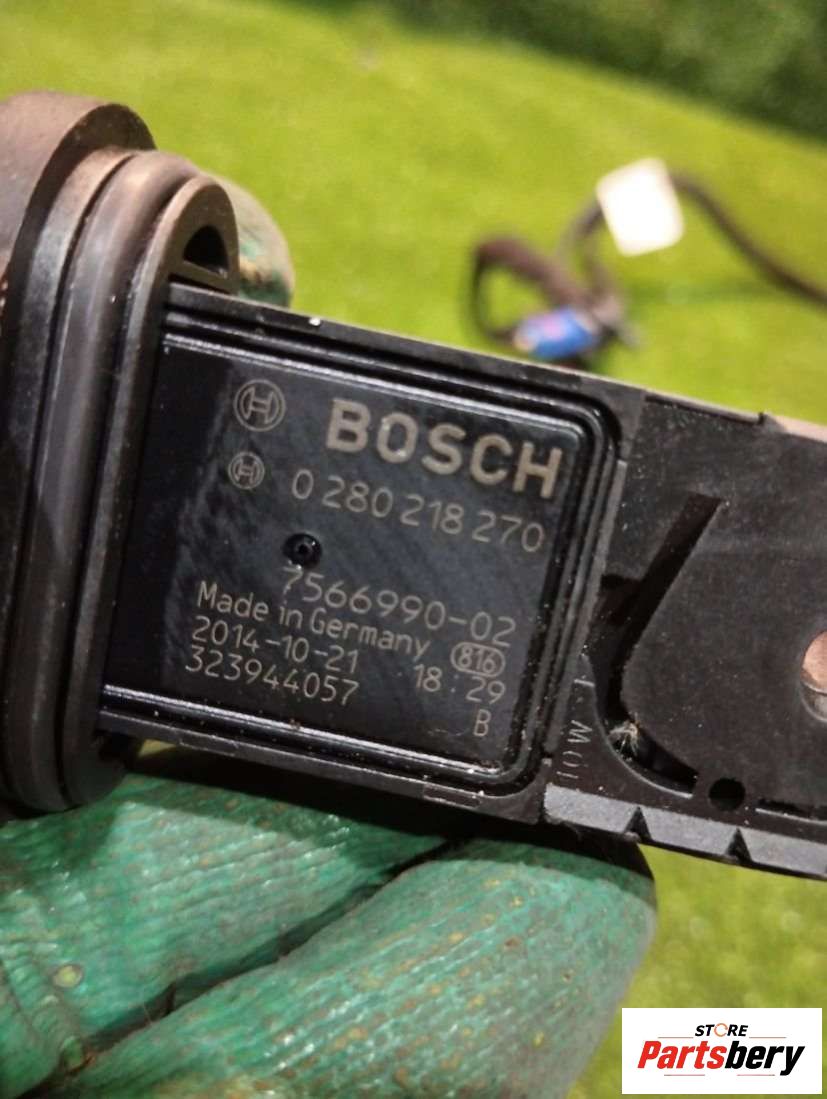 BOSCH
0 280 218 270
7566990-02
Made in Germany 816
2014-10-21 18:29
323944057 B
STORE
Partsbery